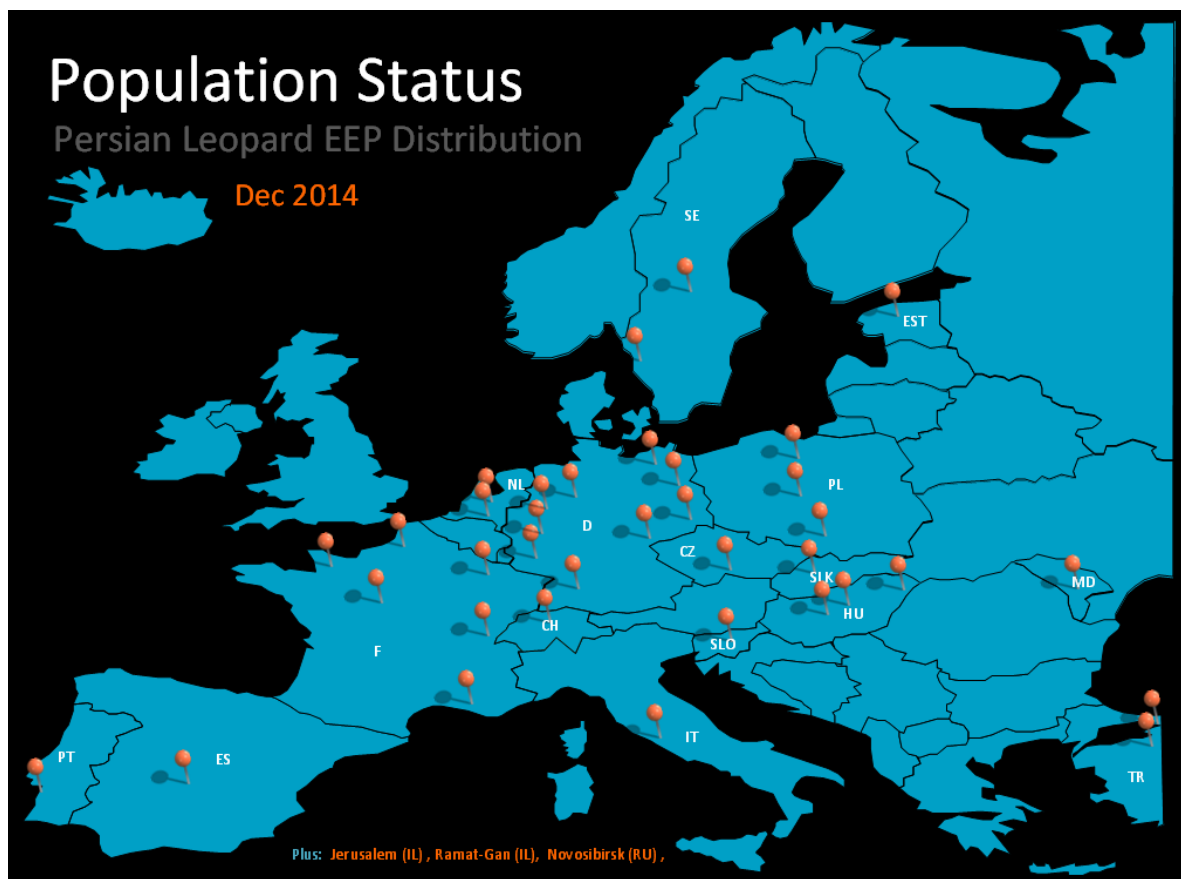 Population Status
Persian Leopard EEP Distribution
Dec 2014
SE
EST
NL
PL
D
CZ
SLK
MD
HU
CH
SLO
F
IT
PT
ES
TR
Plus: Jerusalem (IL) , Ramat-Gan (IL), Novosibirsk (RU) ,